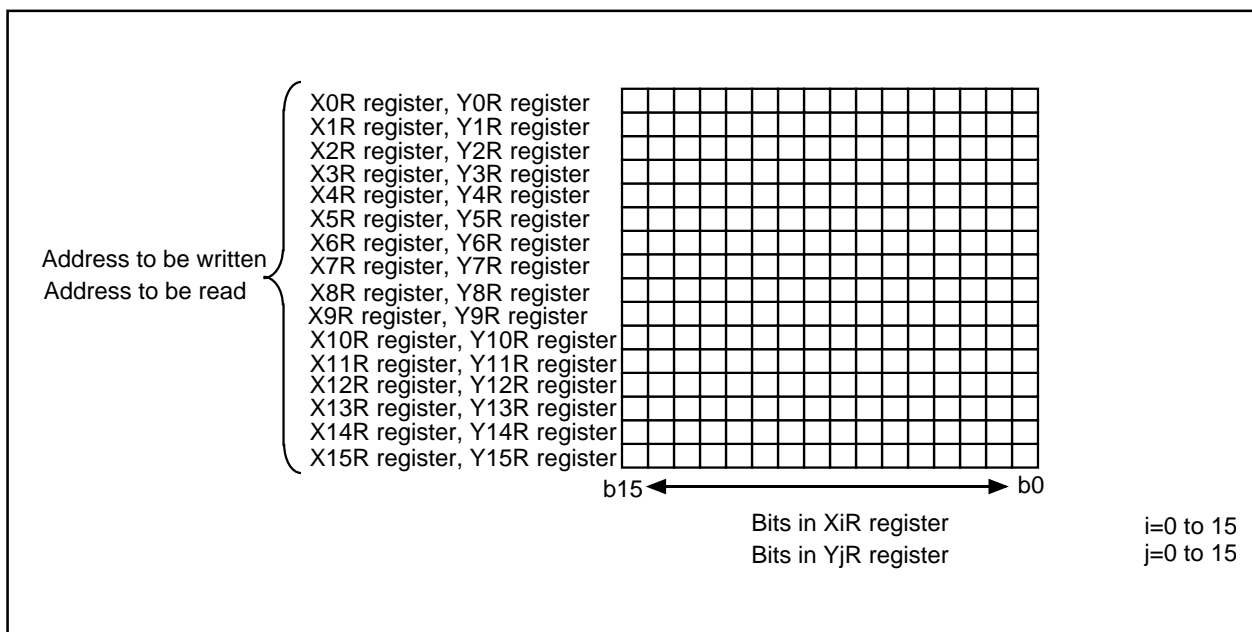 X0R register, Y0R register
X1R register, Y1R register
X2R register, Y2R register
X3R register, Y3R register
X4R register, Y4R register
X5R register, Y5R register
X6R register, Y6R register
X7R register, Y7R register
X8R register, Y8R register
X9R register, Y9R register
X10R register, Y10R register
X11R register, Y11R register
X12R register, Y12R register
X13R register, Y13R register
X14R register, Y14R register
X15R register, Y15R register
Address to be written
Address to be read
b15 b0
Bits in XiR register i=0 to 15
Bits in YjR register j=0 to 15